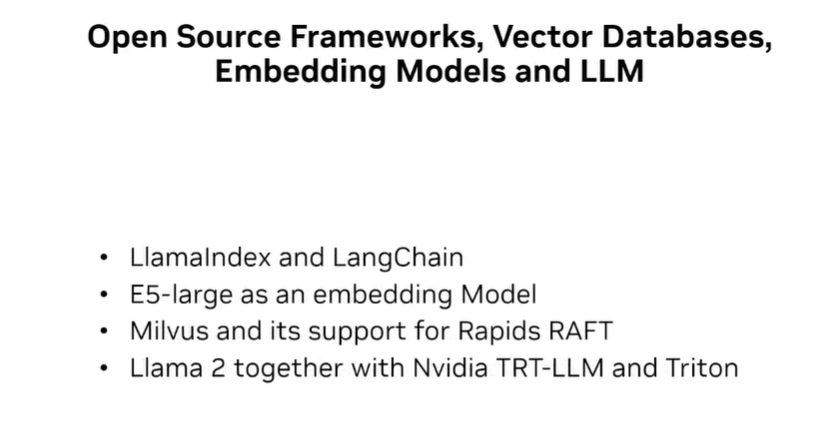 Open Source Frameworks, Vector Databases,
Embedding Models and LLM
• LlamaIndex and LangChain
• E5-large as an embedding Model
• Milvus and its support for Rapids RAFT
• Llama 2 together with Nvidia TRT-LLM and Triton